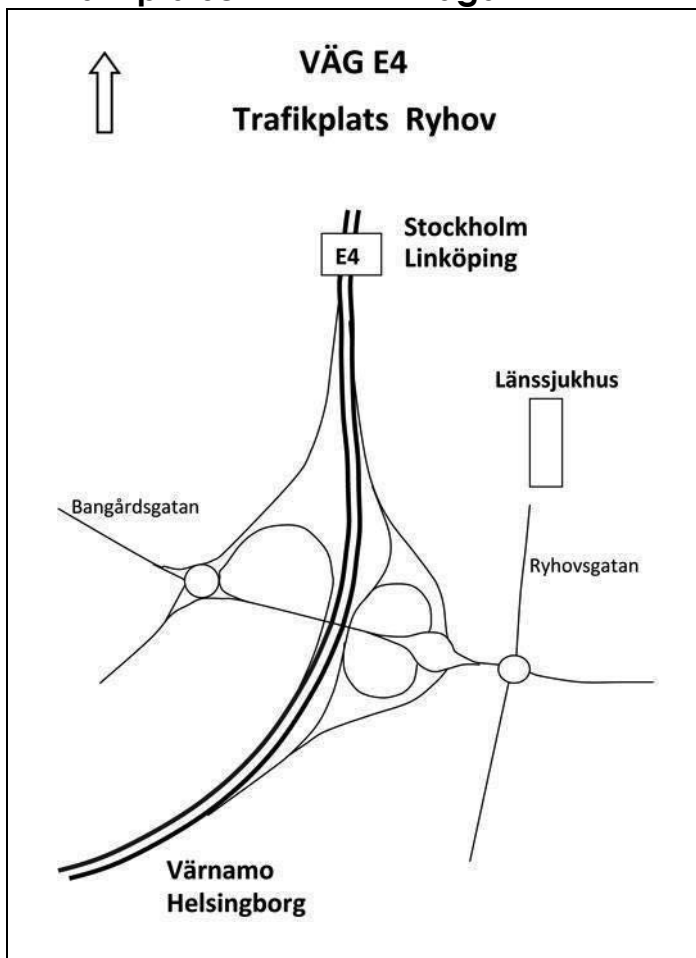 VÄG E4
Trafikplats Ryhov
Stockholm
Linköping
E4
Länssjukhus
Bangårdsgatan
Ryhovsgatan
Värnamo
Helsingborg